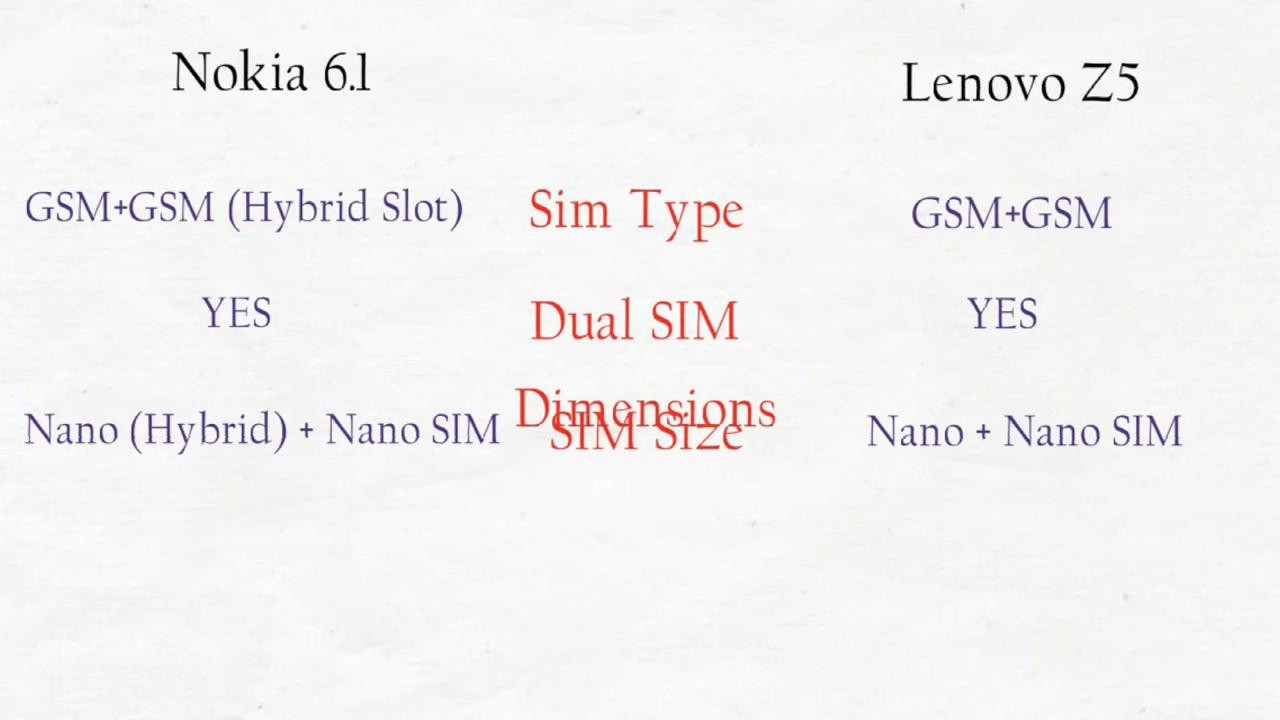 Nokia 6.1
Lenovo Z5
GSM+GSM (Hybrid Slot)
Sim Type
GSM+GSM
YES
Dual SIM
YES
Dimensions
Nano (Hybrid) + Nano SIM
SIM Size
Nano + Nano SIM